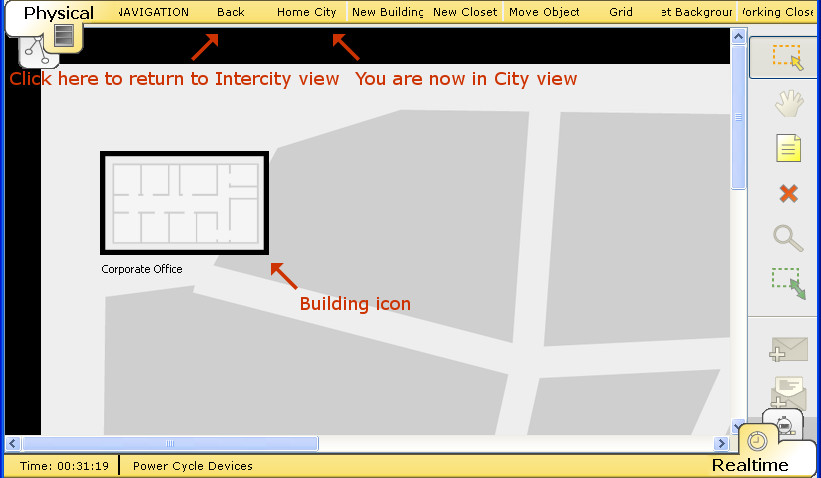 Physical
NAVIGATION Back Home City New Building New Closet Move Object Grid et Backgroun orking Close
Click here to return to Intercity view You are now in City view
Corporate Office
Building icon
Time: 00:31:19 Power Cycle Devices
Realtime